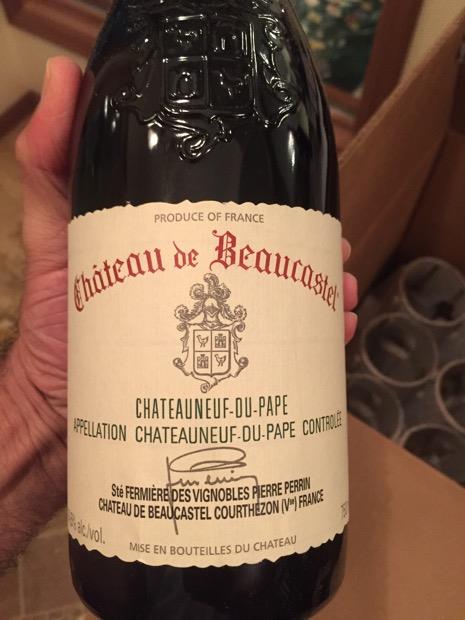 PRODUCE OF FRANCE
Château de Beaucastel
CHATEAUNEUF-DU-PAPE
APPELLATION CHATEAUNEUF-DU-PAPE CONTROLÉE
Sté FERMIÈRE DES VIGNOBLES PIERRE PERRIN
CHATEAU DE BEAUCASTEL COURTHÉZON (Vse) FRANCE
alc./vol.
MISE EN BOUTEILLES DU CHATEAU